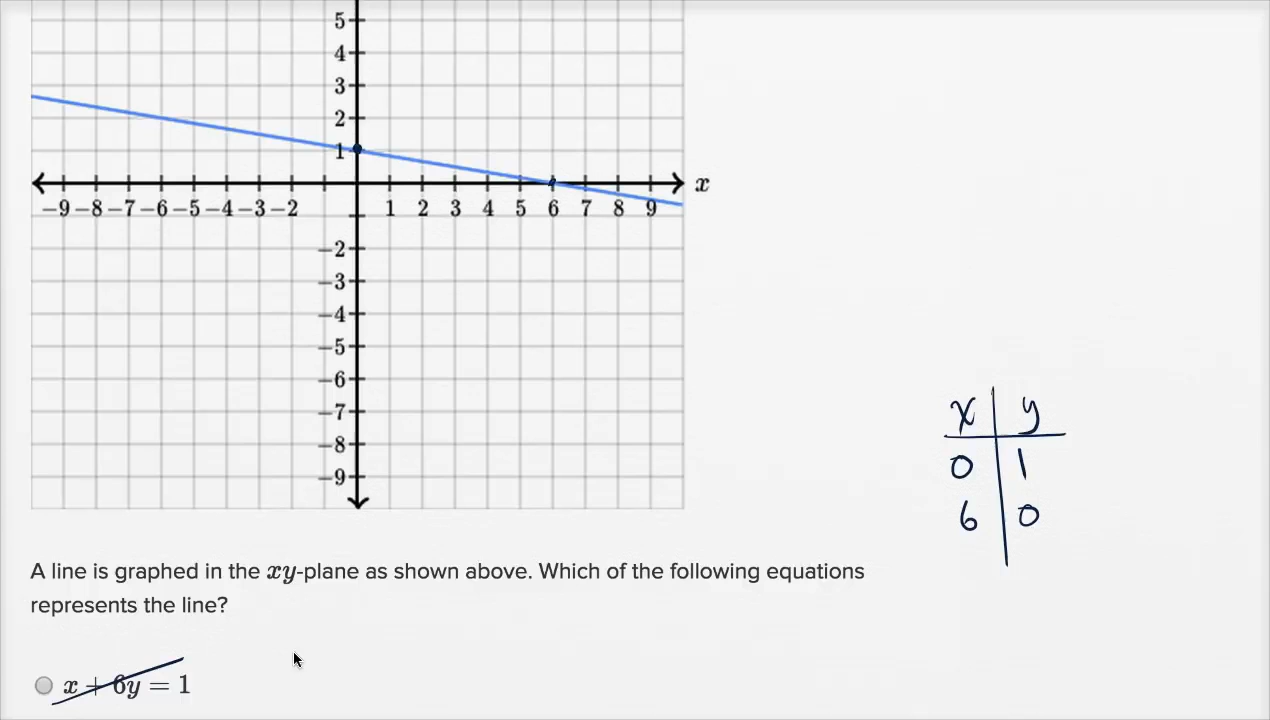 5
4
3
2
1
x
−9 −8 −7 −6 −5 −4 −3 −2 1 2 3 4 5 6 7 8 9
−2
−3
−4
−5
−6
−7
−8
−9
x y
0 1
6 0
A line is graphed in the xy-plane as shown above. Which of the following equations
represents the line?
x + 6y = 1